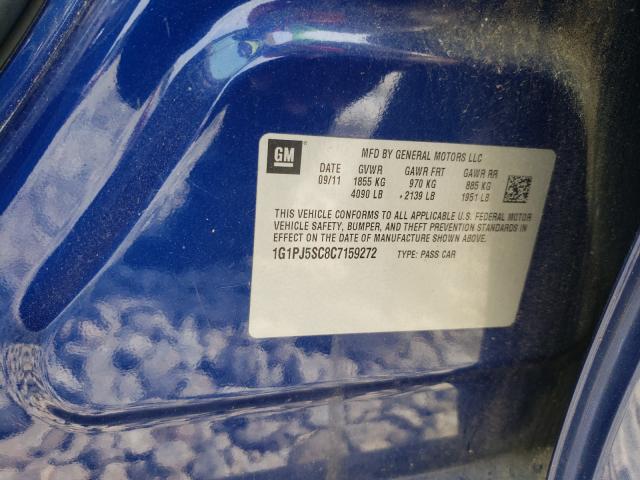 GM
MFD BY GENERAL MOTORS LLC
DATE GVWR GAWR FRT GAWR RR
09/11 1855 KG 970 KG 885 KG
4090 LB 2139 LB 1951 LB
THIS VEHICLE CONFORMS TO ALL APPLICABLE U.S. FEDERAL MOTOR
VEHICLE SAFETY, BUMPER, AND THEFT PREVENTION STANDARDS IN
EFFECT ON THE DATE OF MANUFACTURE SHOWN ABOVE.
1G1PJ5SC8C7159272 TYPE: PASS CAR